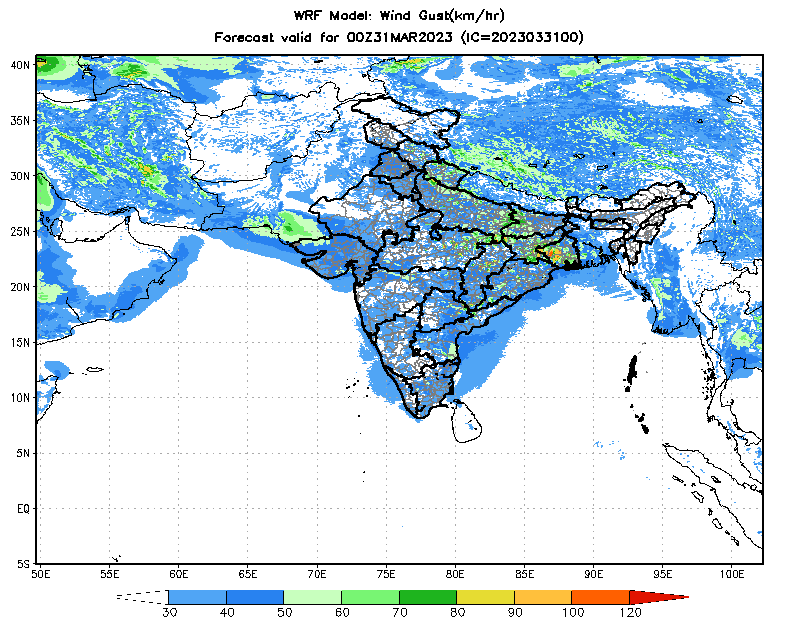 WRF Model: Wind Gust(km/hr)
Forecast valid for 00Z31MAR2023 (IC=2023033100)
40N
35N
30N
25N
20N
15N
10N
5N
EQ
5S
50E 55E 60E 65E 70E 75E 80E 85E 90E 95E 100E
30 40 50 60 70 80 90 100 120